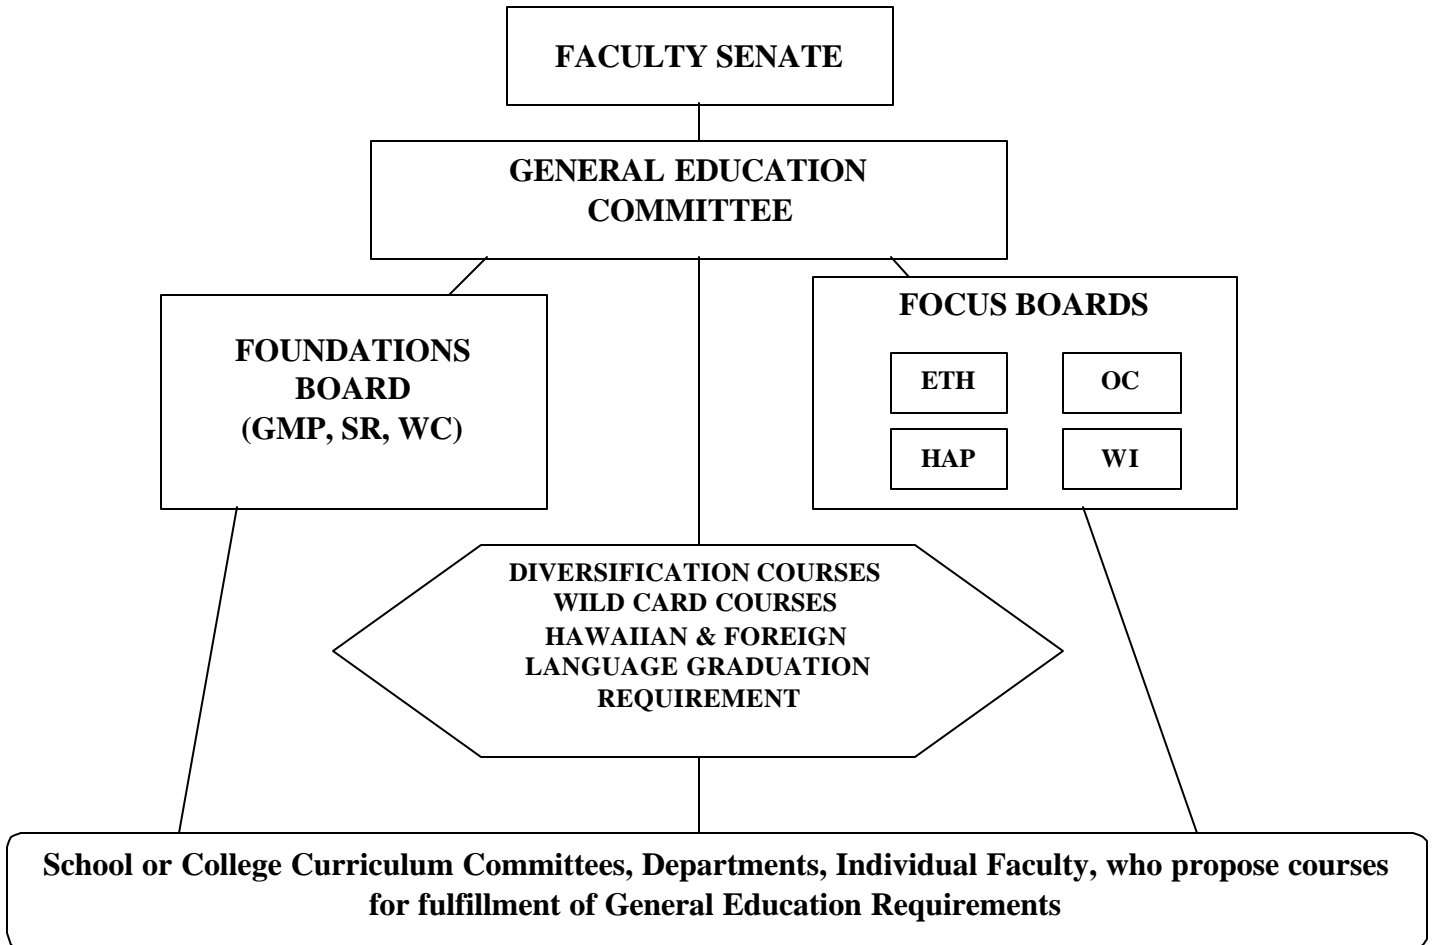 FACULTY SENATE
GENERAL EDUCATION
COMMITTEE
FOUNDATIONS
BOARD
(GMP, SR, WC)
FOCUS BOARDS
ETH
OC
HAP
WI
DIVERSIFICATION COURSES
WILD CARD COURSES
HAWAIIAN & FOREIGN
LANGUAGE GRADUATION
REQUIREMENT
School or College Curriculum Committees, Departments, Individual Faculty, who propose courses
for fulfillment of General Education Requirements